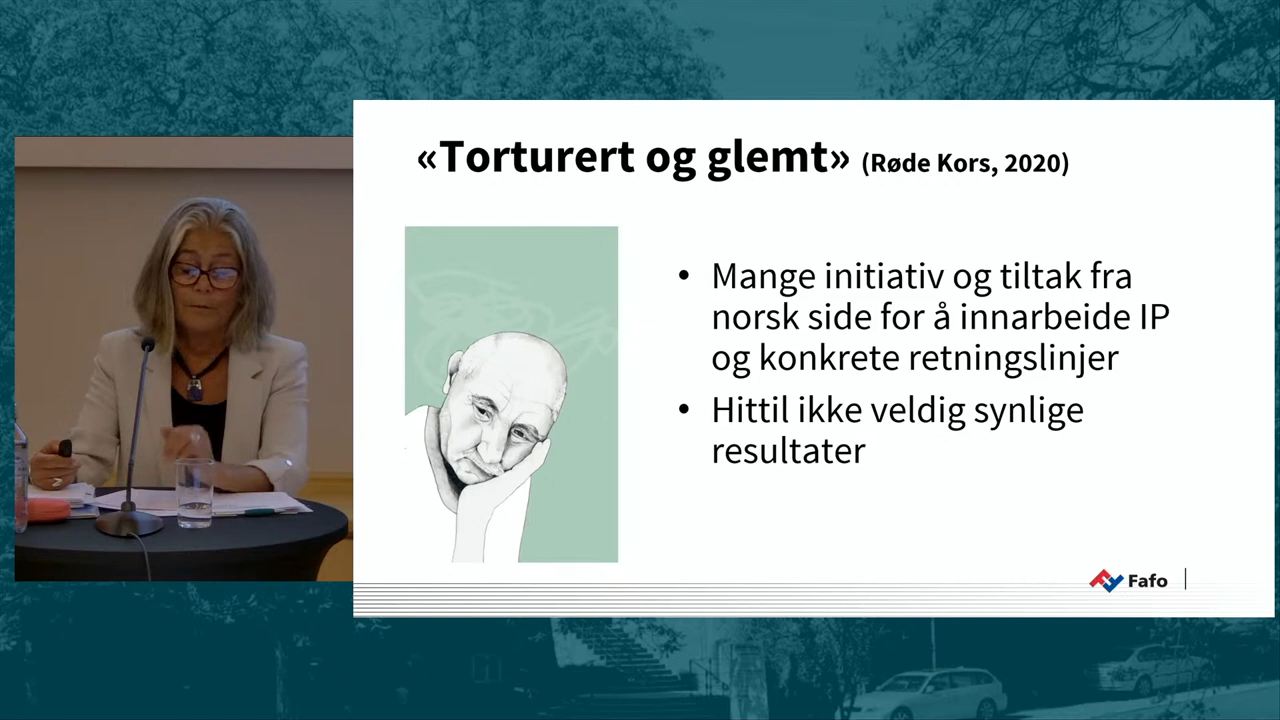 «Torturert og glemt» (Røde Kors, 2020)
• Mange initiativ og tiltak fra
norsk side for å innarbeide IP
og konkrete retningslinjer
• Hittil ikke veldig synlige
resultater
Fafo